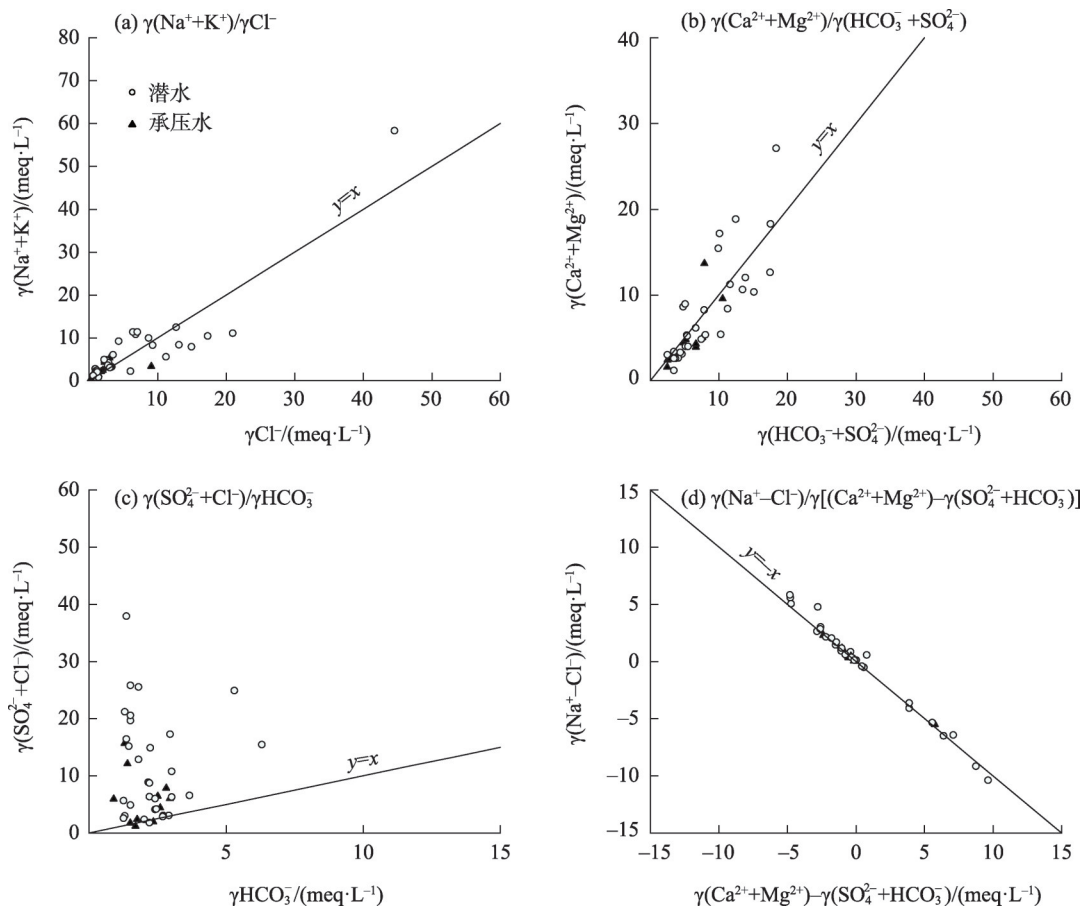 (a) γ(Na⁺+K⁺)/γCl⁻
80
70
60
50
40
30
20
10
0
γ(Na⁺+K⁺)/(meq·L⁻¹)
潜水
承压水
y=x
10
20
30
40
50
60
γCl⁻/(meq·L⁻¹)
(b) γ(Ca²⁺+Mg²⁺)/γ(HCO₃⁻+SO₄²⁻)
40
30
20
10
0
γ(Ca²⁺+Mg²⁺)/(meq·L⁻¹)
y=x
10
20
30
40
50
60
γ(HCO₃⁻+SO₄²⁻)/(meq·L⁻¹)
(c) γ(SO₄²⁻+Cl⁻)/γHCO₃⁻
60
50
40
30
20
10
0
γ(SO₄²⁻+Cl⁻)/(meq·L⁻¹)
y=x
5
10
15
γHCO₃⁻/(meq·L⁻¹)
(d) γ(Na⁺–Cl⁻)/γ[(Ca²⁺+Mg²⁺)–γ(SO₄²⁻+HCO₃⁻)]
15
10
5
0
–5
–10
–15
γ(Na⁺–Cl⁻)/(meq·L⁻¹)
y=–x
–15
–10
–5
0
5
10
15
γ(Ca²⁺+Mg²⁺)–γ(SO₄²⁻+HCO₃⁻)/(meq·L⁻¹)